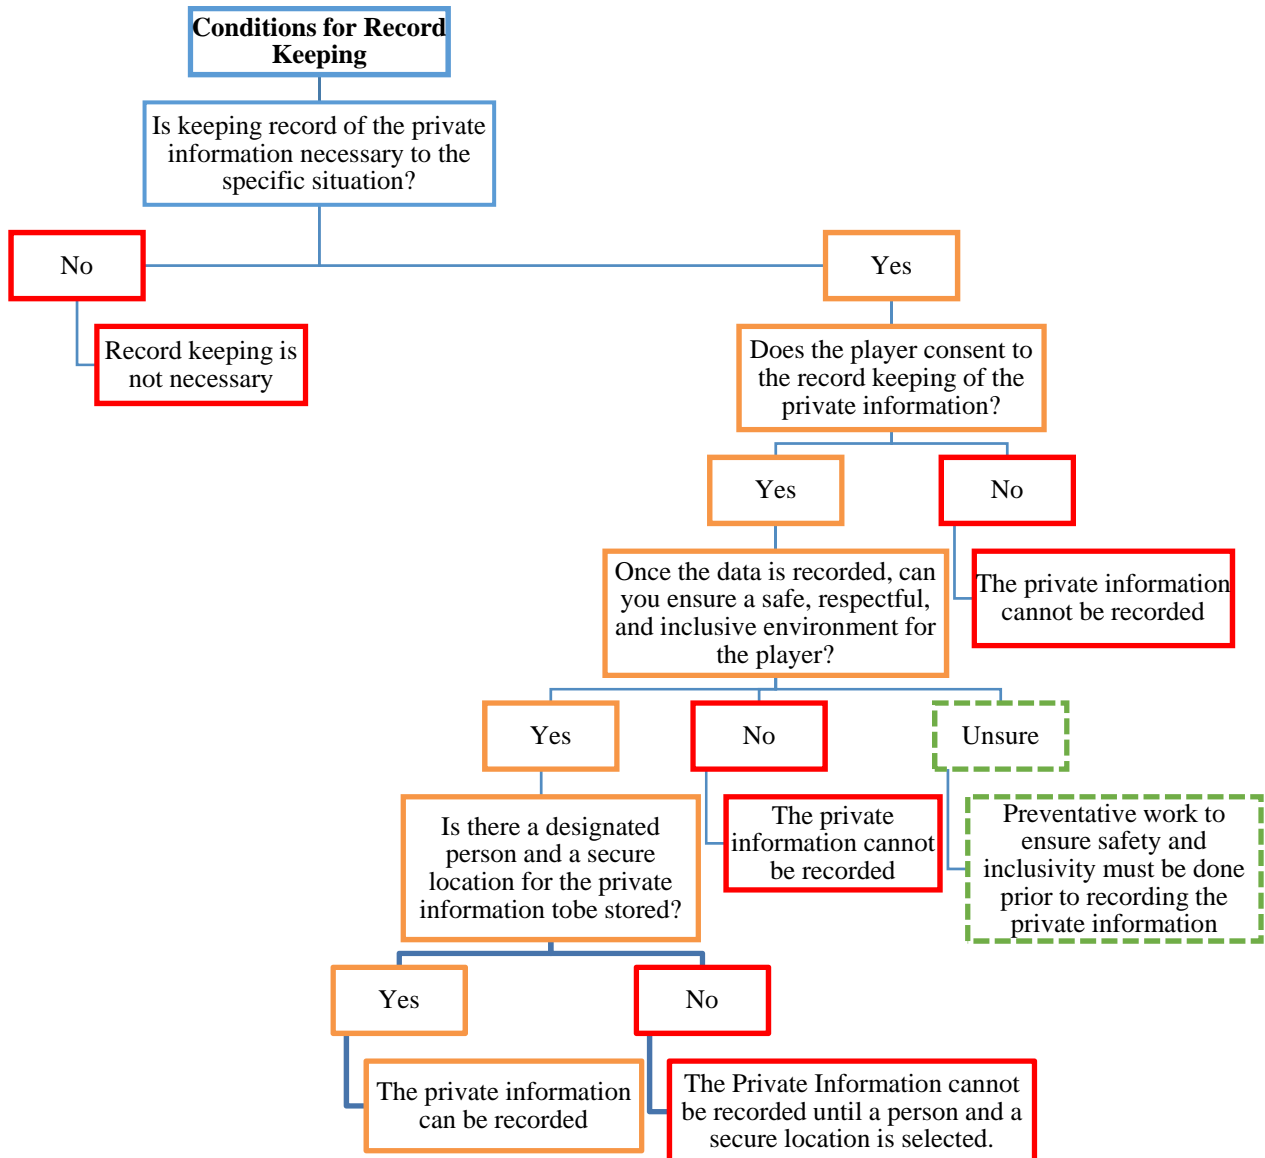 Conditions for Record
Keeping
Is keeping record of the private
information necessary to the
specific situation?
No
Yes
Record keeping is
not necessary
Does the player consent to
the record keeping of the
private information?
Yes
No
Once the data is recorded, can
you ensure a safe, respectful,
and inclusive environment for
the player?
The private information
cannot be recorded
Yes
No
Unsure
Is there a designated
person and a secure
location for the private
information tobe stored?
The private
information cannot
be recorded
Preventative work to
ensure safety and
inclusivity must be done
prior to recording the
private information
Yes
No
The private information
can be recorded
The Private Information cannot
be recorded until a person and a
secure location is selected.